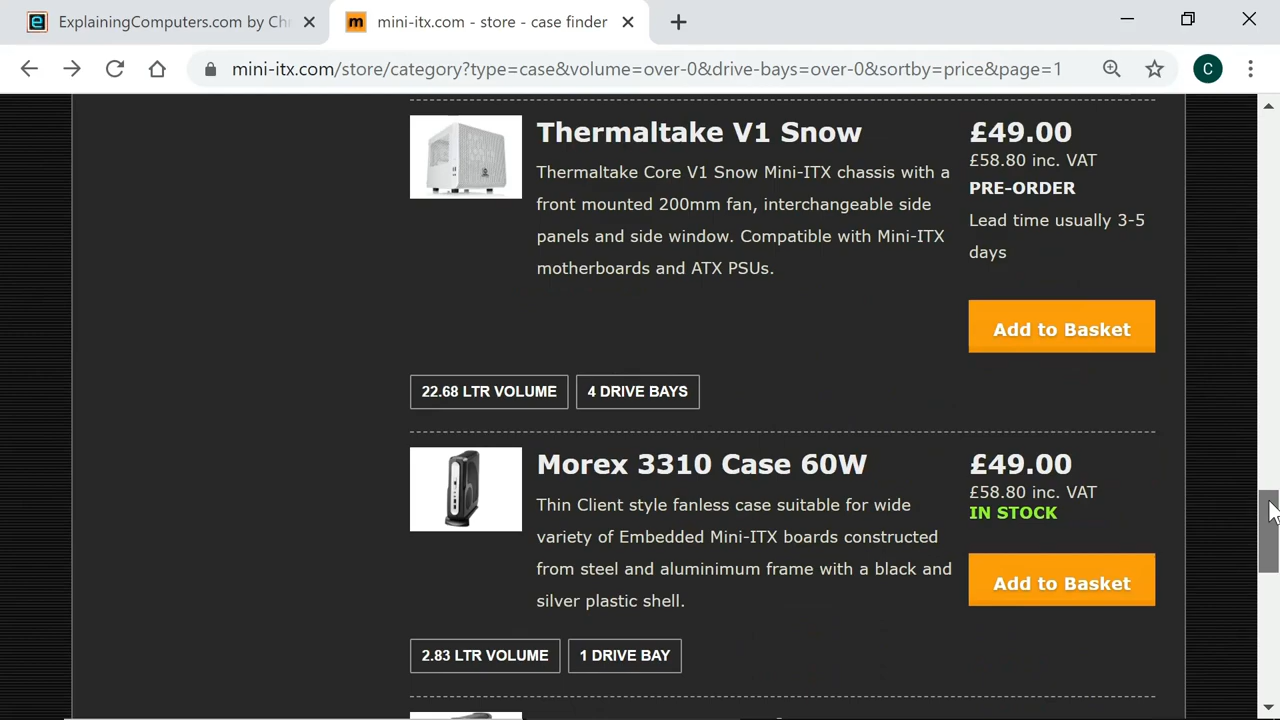 ExplainingComputers.com by Chr
mini-itx.com - store - case finder
mini-itx.com/store/category?type=case&volume=over-0&drive-bays=over-0&sortby=price&page=1
C
Thermaltake V1 Snow
Thermaltake Core V1 Snow Mini-ITX chassis with a
front mounted 200mm fan, interchangeable side
panels and side window. Compatible with Mini-ITX
motherboards and ATX PSUs.
£49.00
£58.80 inc. VAT
PRE-ORDER
Lead time usually 3-5
days
Add to Basket
22.68 LTR VOLUME
4 DRIVE BAYS
Morex 3310 Case 60W
Thin Client style fanless case suitable for wide
variety of Embedded Mini-ITX boards constructed
from steel and aluminimum frame with a black and
silver plastic shell.
£49.00
£58.80 inc. VAT
IN STOCK
Add to Basket
2.83 LTR VOLUME
1 DRIVE BAY